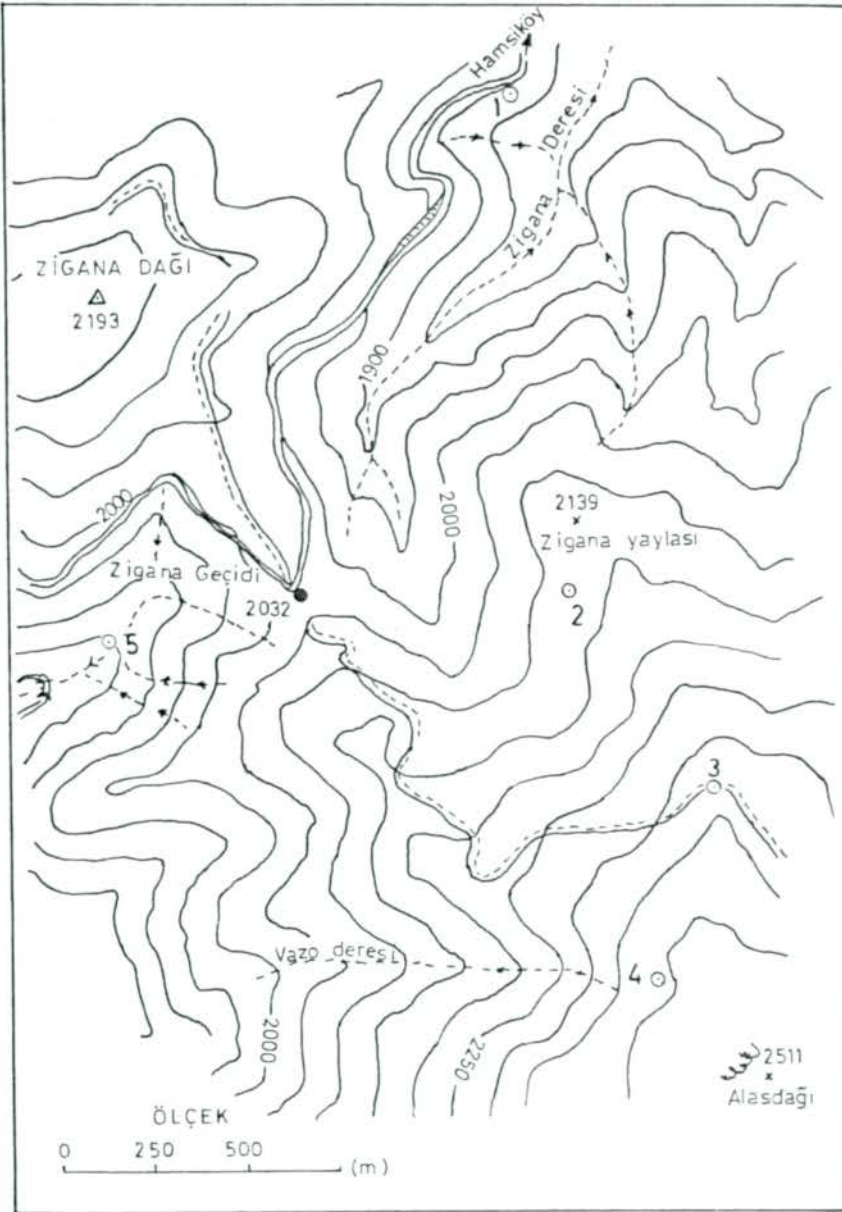 Hamsiköy
1
Zigana Deresi
ZİGANA DAĞI
2193
1900
2000
2000
2139
Zigana yaylası
Zigana Geçidi
2
2032
5
3
Vazo deresi
4
2000
2250
2511
Alasdağı
ÖLÇEK
0 250 500 (m)